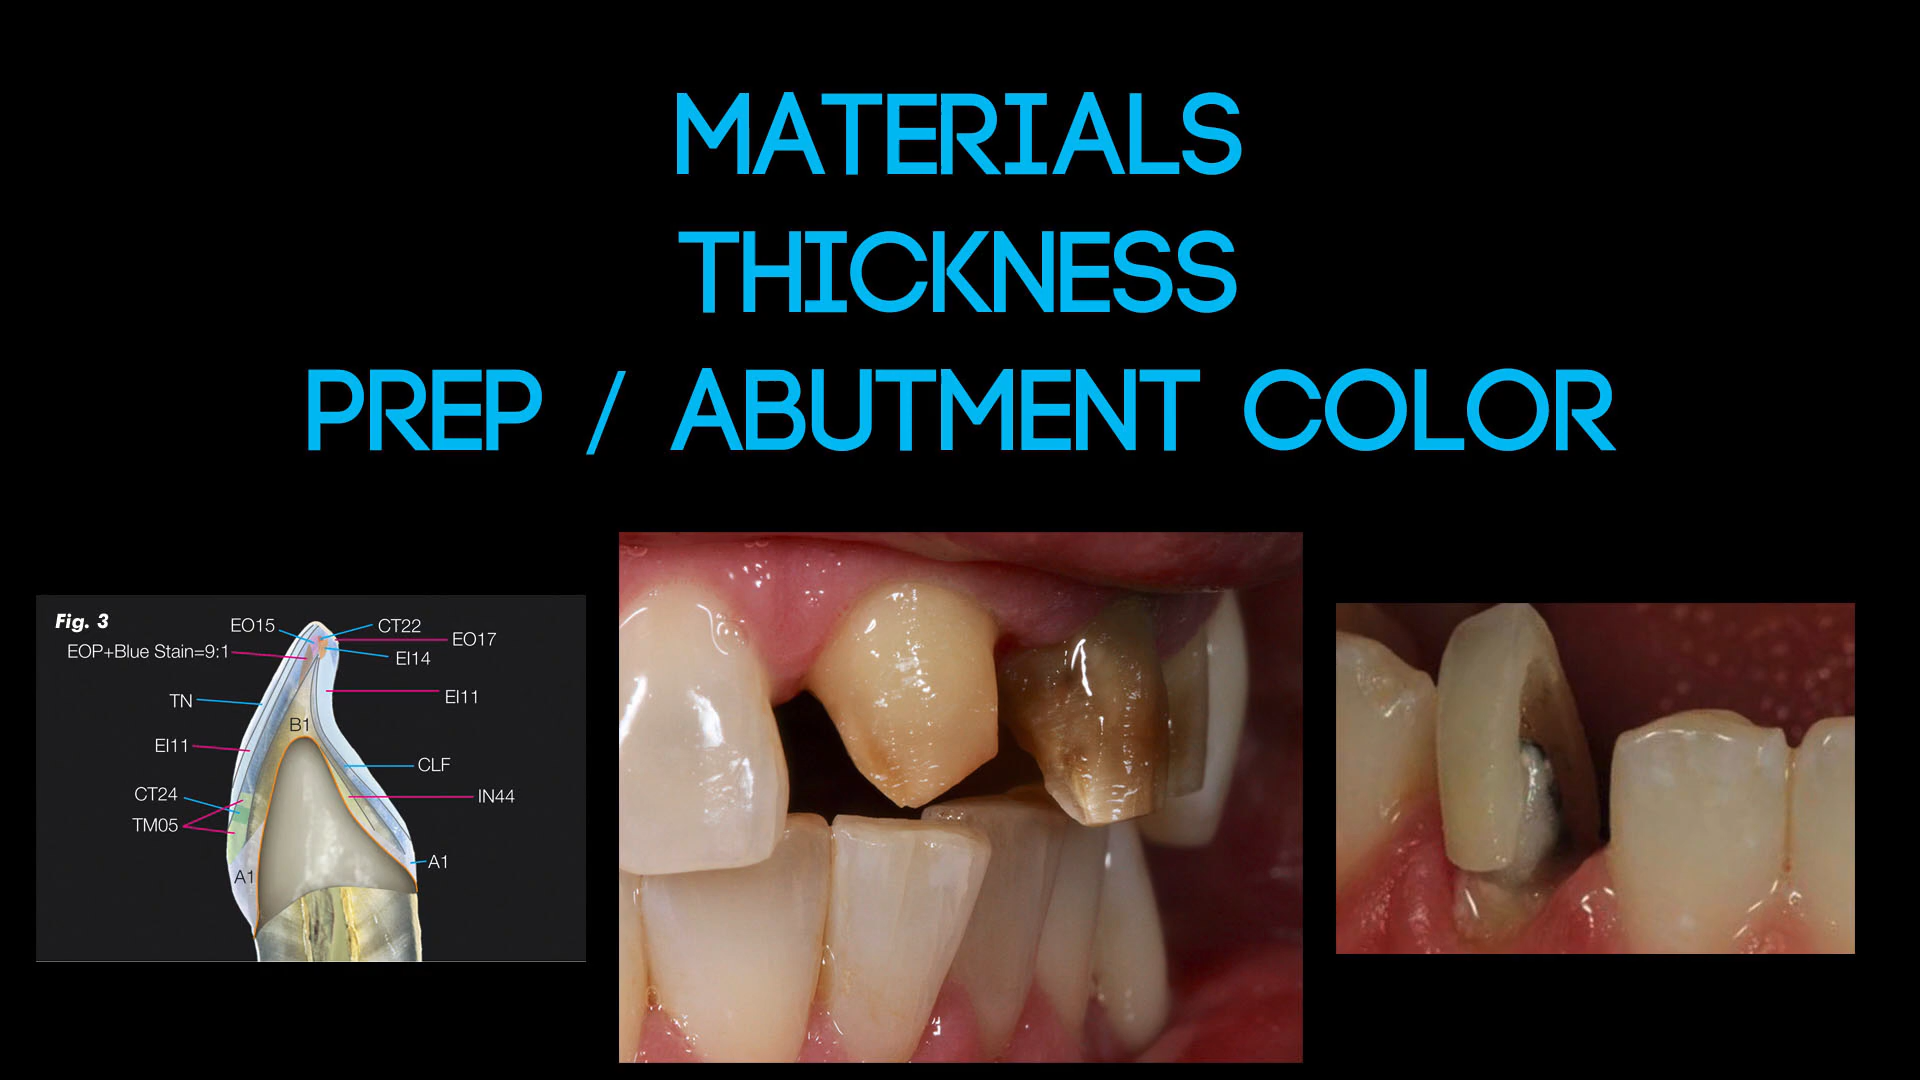 MATERIALS
THICKNESS
PREP / ABUTMENT COLOR
Fig. 3
EO15
CT22
EO17
EOP+Blue Stain=9:1
EI14
TN
EI11
B1
EI11
CLF
CT24
IN44
TM05
A1
A1